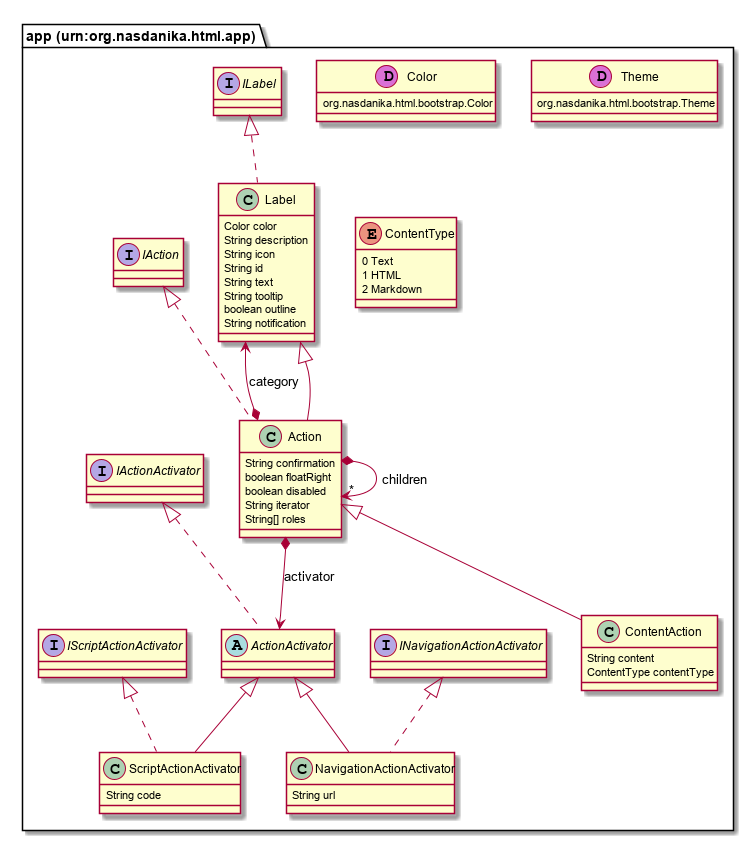 app (urn:org.nasdanika.html.app)
I ILabel
D Color
org.nasdanika.html.bootstrap.Color
D Theme
org.nasdanika.html.bootstrap.Theme
C Label
Color color
String description
String icon
String id
String text
String tooltip
boolean outline
String notification
E ContentType
0 Text
1 HTML
2 Markdown
I IAction
category
C Action
String confirmation
boolean floatRight
boolean disabled
String iterator
String[] roles
children
*
I IActionActivator
activator
I IScriptActionActivator
A ActionActivator
I INavigationActionActivator
C ContentAction
String content
ContentType contentType
C ScriptActionActivator
String code
C NavigationActionActivator
String url